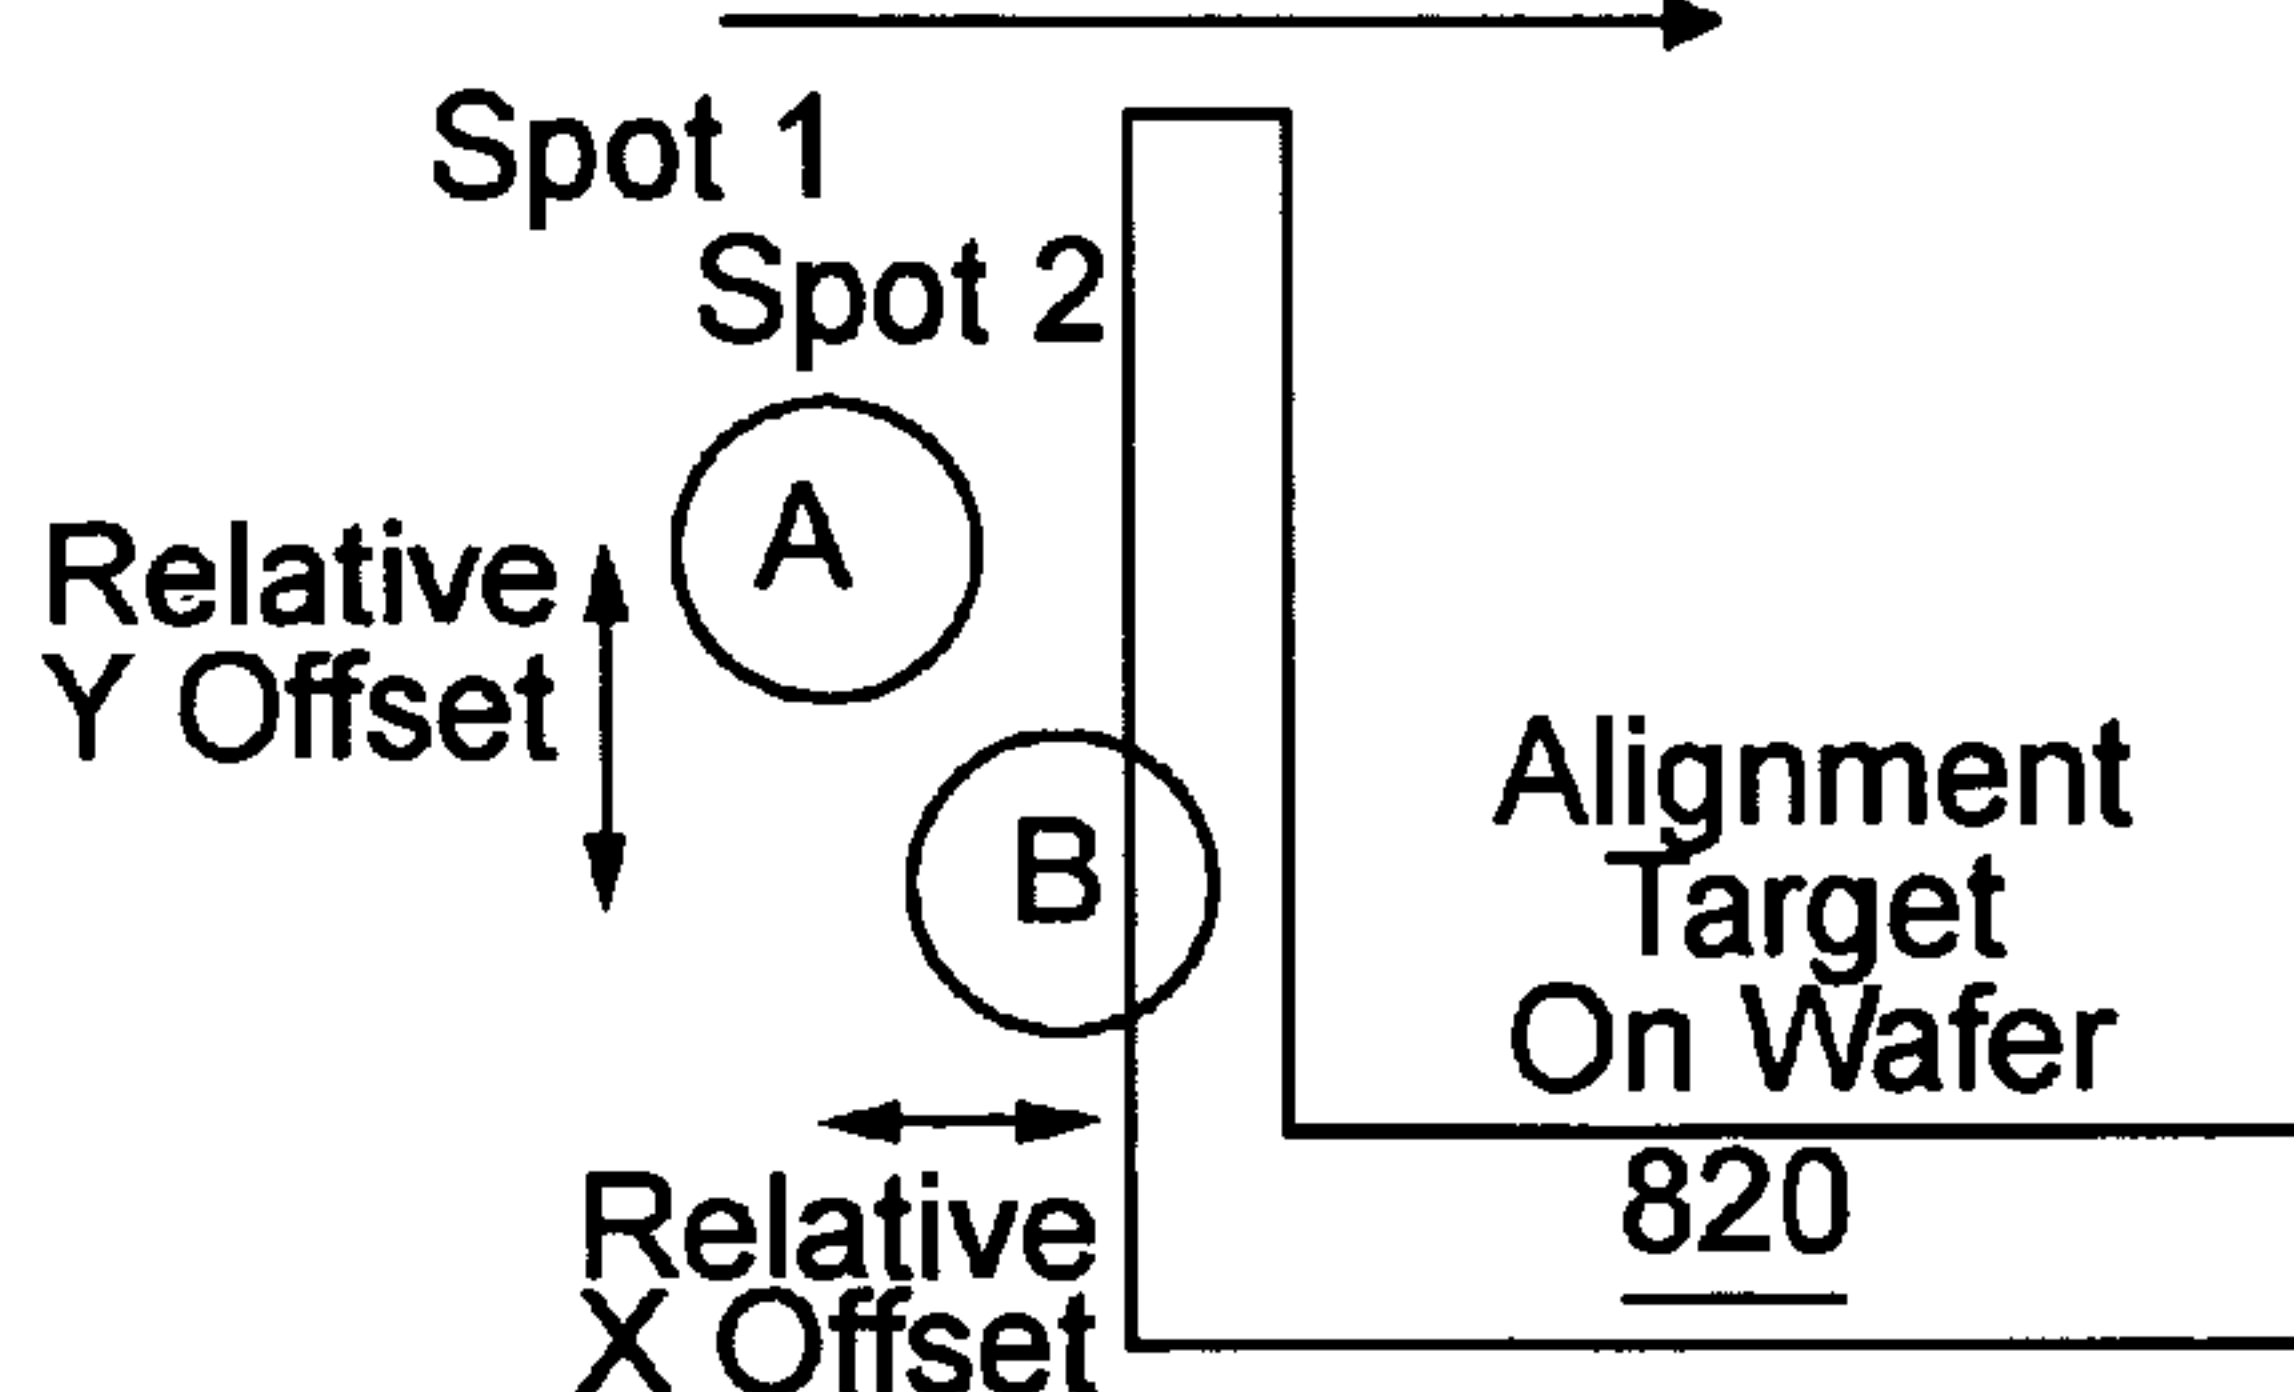 Spot 1
Spot 2
A
Relative
Y Offset
B
Alignment
Target
On Wafer
820
Relative
X Offset